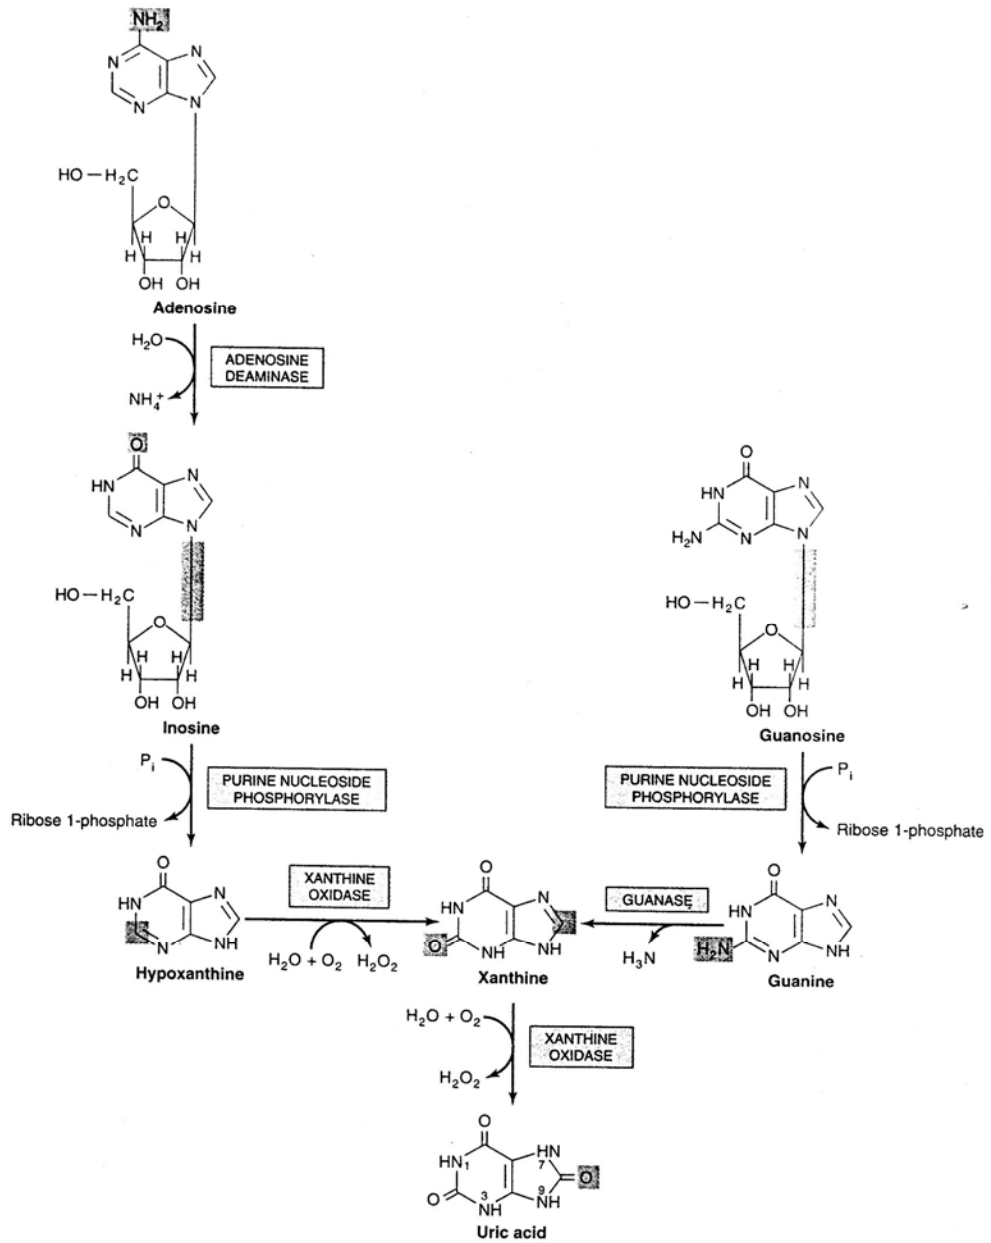 NH₂
N
N
N
N
HO—H₂C
O
H H
H H
OH OH
Adenosine
H₂O
ADENOSINE
DEAMINASE
NH₄⁺
O
HN
N
N
N
HO—H₂C
O
H H
H H
OH OH
Inosine
O
HN
N
H₂N
N
N
HO—H₂C
O
H H
H H
OH OH
Guanosine
Pᵢ
PURINE NUCLEOSIDE
PHOSPHORYLASE
Ribose 1-phosphate
PURINE NUCLEOSIDE
PHOSPHORYLASE
Pᵢ
Ribose 1-phosphate
O
HN
N
N
NH
Hypoxanthine
XANTHINE
OXIDASE
H₂O + O₂
H₂O₂
O
HN
N
O
NH
NH
Xanthine
GUANASE
H₃N
O
HN
N
H₂N
N
NH
Guanine
H₂O + O₂
XANTHINE
OXIDASE
H₂O₂
O
HN
1
HN
7
O
O
3
NH
9
NH
Uric acid